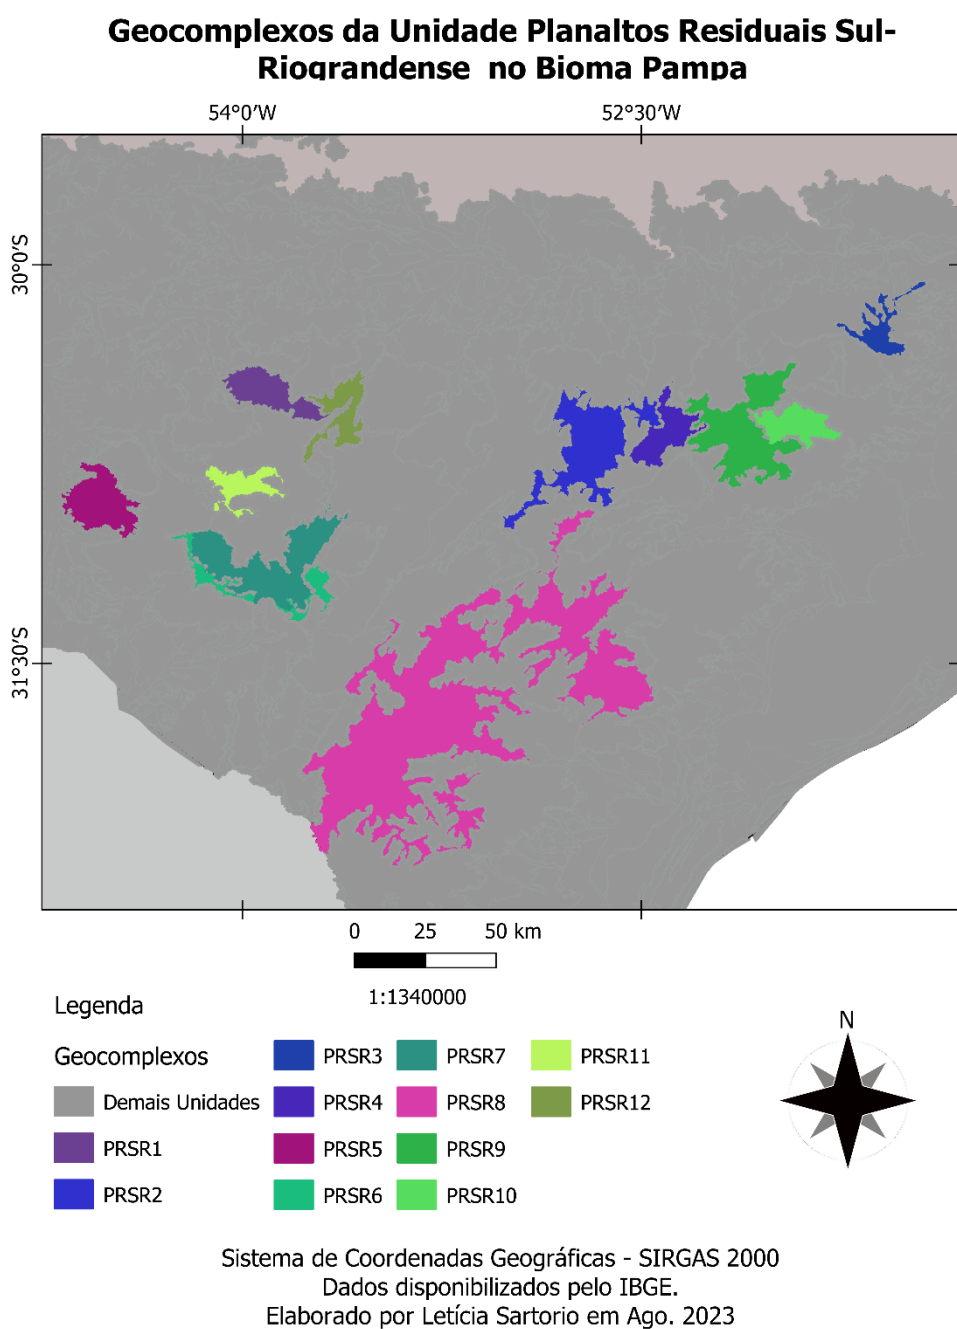 Geocomplexos da Unidade Planaltos Residuais Sul-
Riograndense no Bioma Pampa
54°0'W
52°30'W
30°0'S
31°30'S
0 25 50 km
1:1340000
Legenda
Geocomplexos
Demais Unidades
PRSR1
PRSR2
PRSR3
PRSR4
PRSR5
PRSR6
PRSR7
PRSR8
PRSR9
PRSR10
PRSR11
PRSR12
N
Sistema de Coordenadas Geográficas - SIRGAS 2000
Dados disponibilizados pelo IBGE.
Elaborado por Letícia Sartorio em Ago. 2023